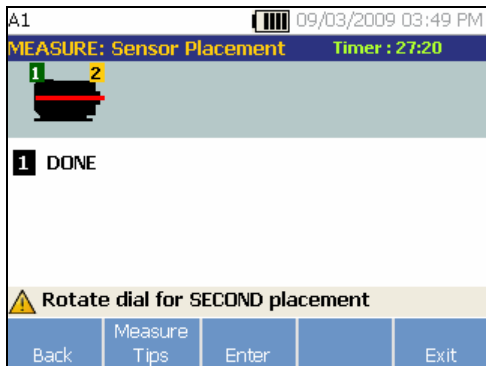 A1 09/03/2009 03:49 PM
MEASURE: Sensor Placement Timer : 27:20
1 2
1 DONE
Rotate dial for SECOND placement
Back Measure Tips Enter Exit